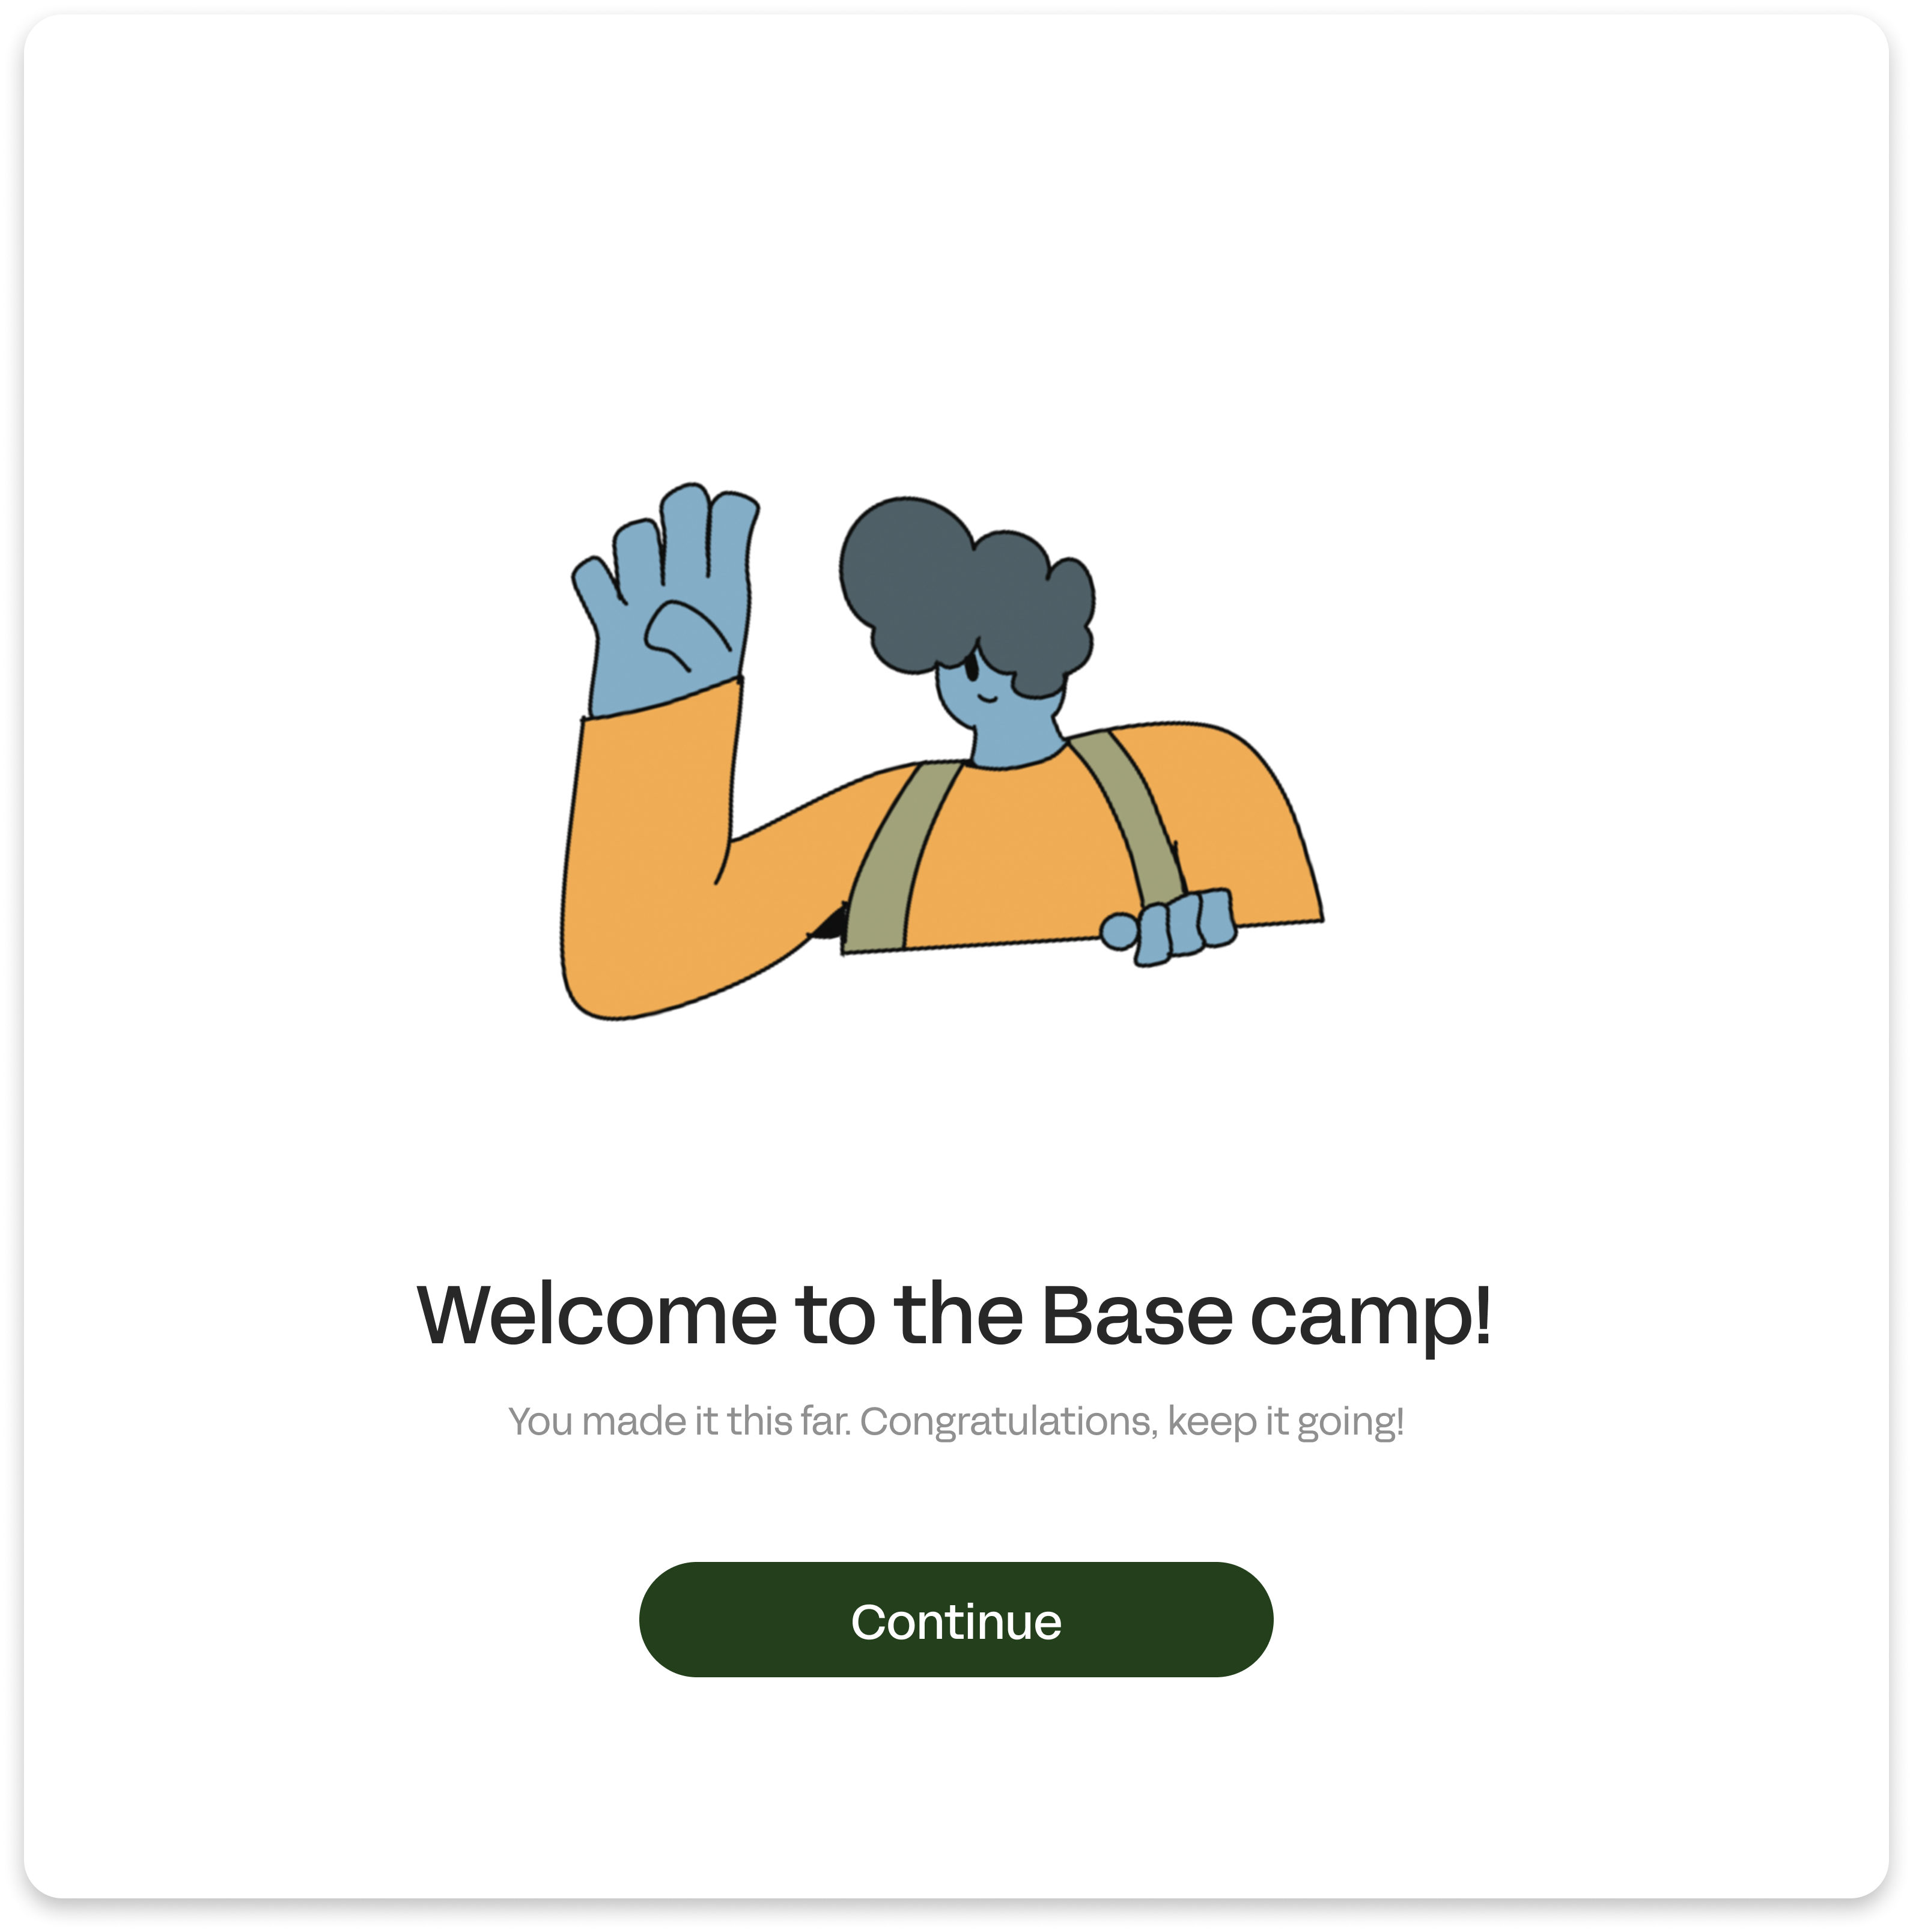 Welcome to the Base camp!
You made it this far. Congratulations, keep it going!
Continue